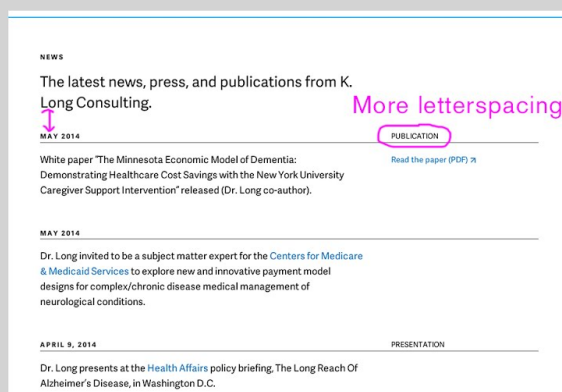 NEWS
The latest news, press, and publications from K.
Long Consulting.
More letterspacing
MAY 2014
PUBLICATION
White paper "The Minnesota Economic Model of Dementia:
Demonstrating Healthcare Cost Savings with the New York University
Caregiver Support Intervention" released (Dr. Long co-author).
Read the paper (PDF) ↗
MAY 2014
Dr. Long invited to be a subject matter expert for the Centers for Medicare
& Medicaid Services to explore new and innovative payment model
designs for complex/chronic disease medical management of
neurological conditions.
APRIL 9, 2014
PRESENTATION
Dr. Long presents at the Health Affairs policy briefing, The Long Reach Of
Alzheimer's Disease, in Washington D.C.